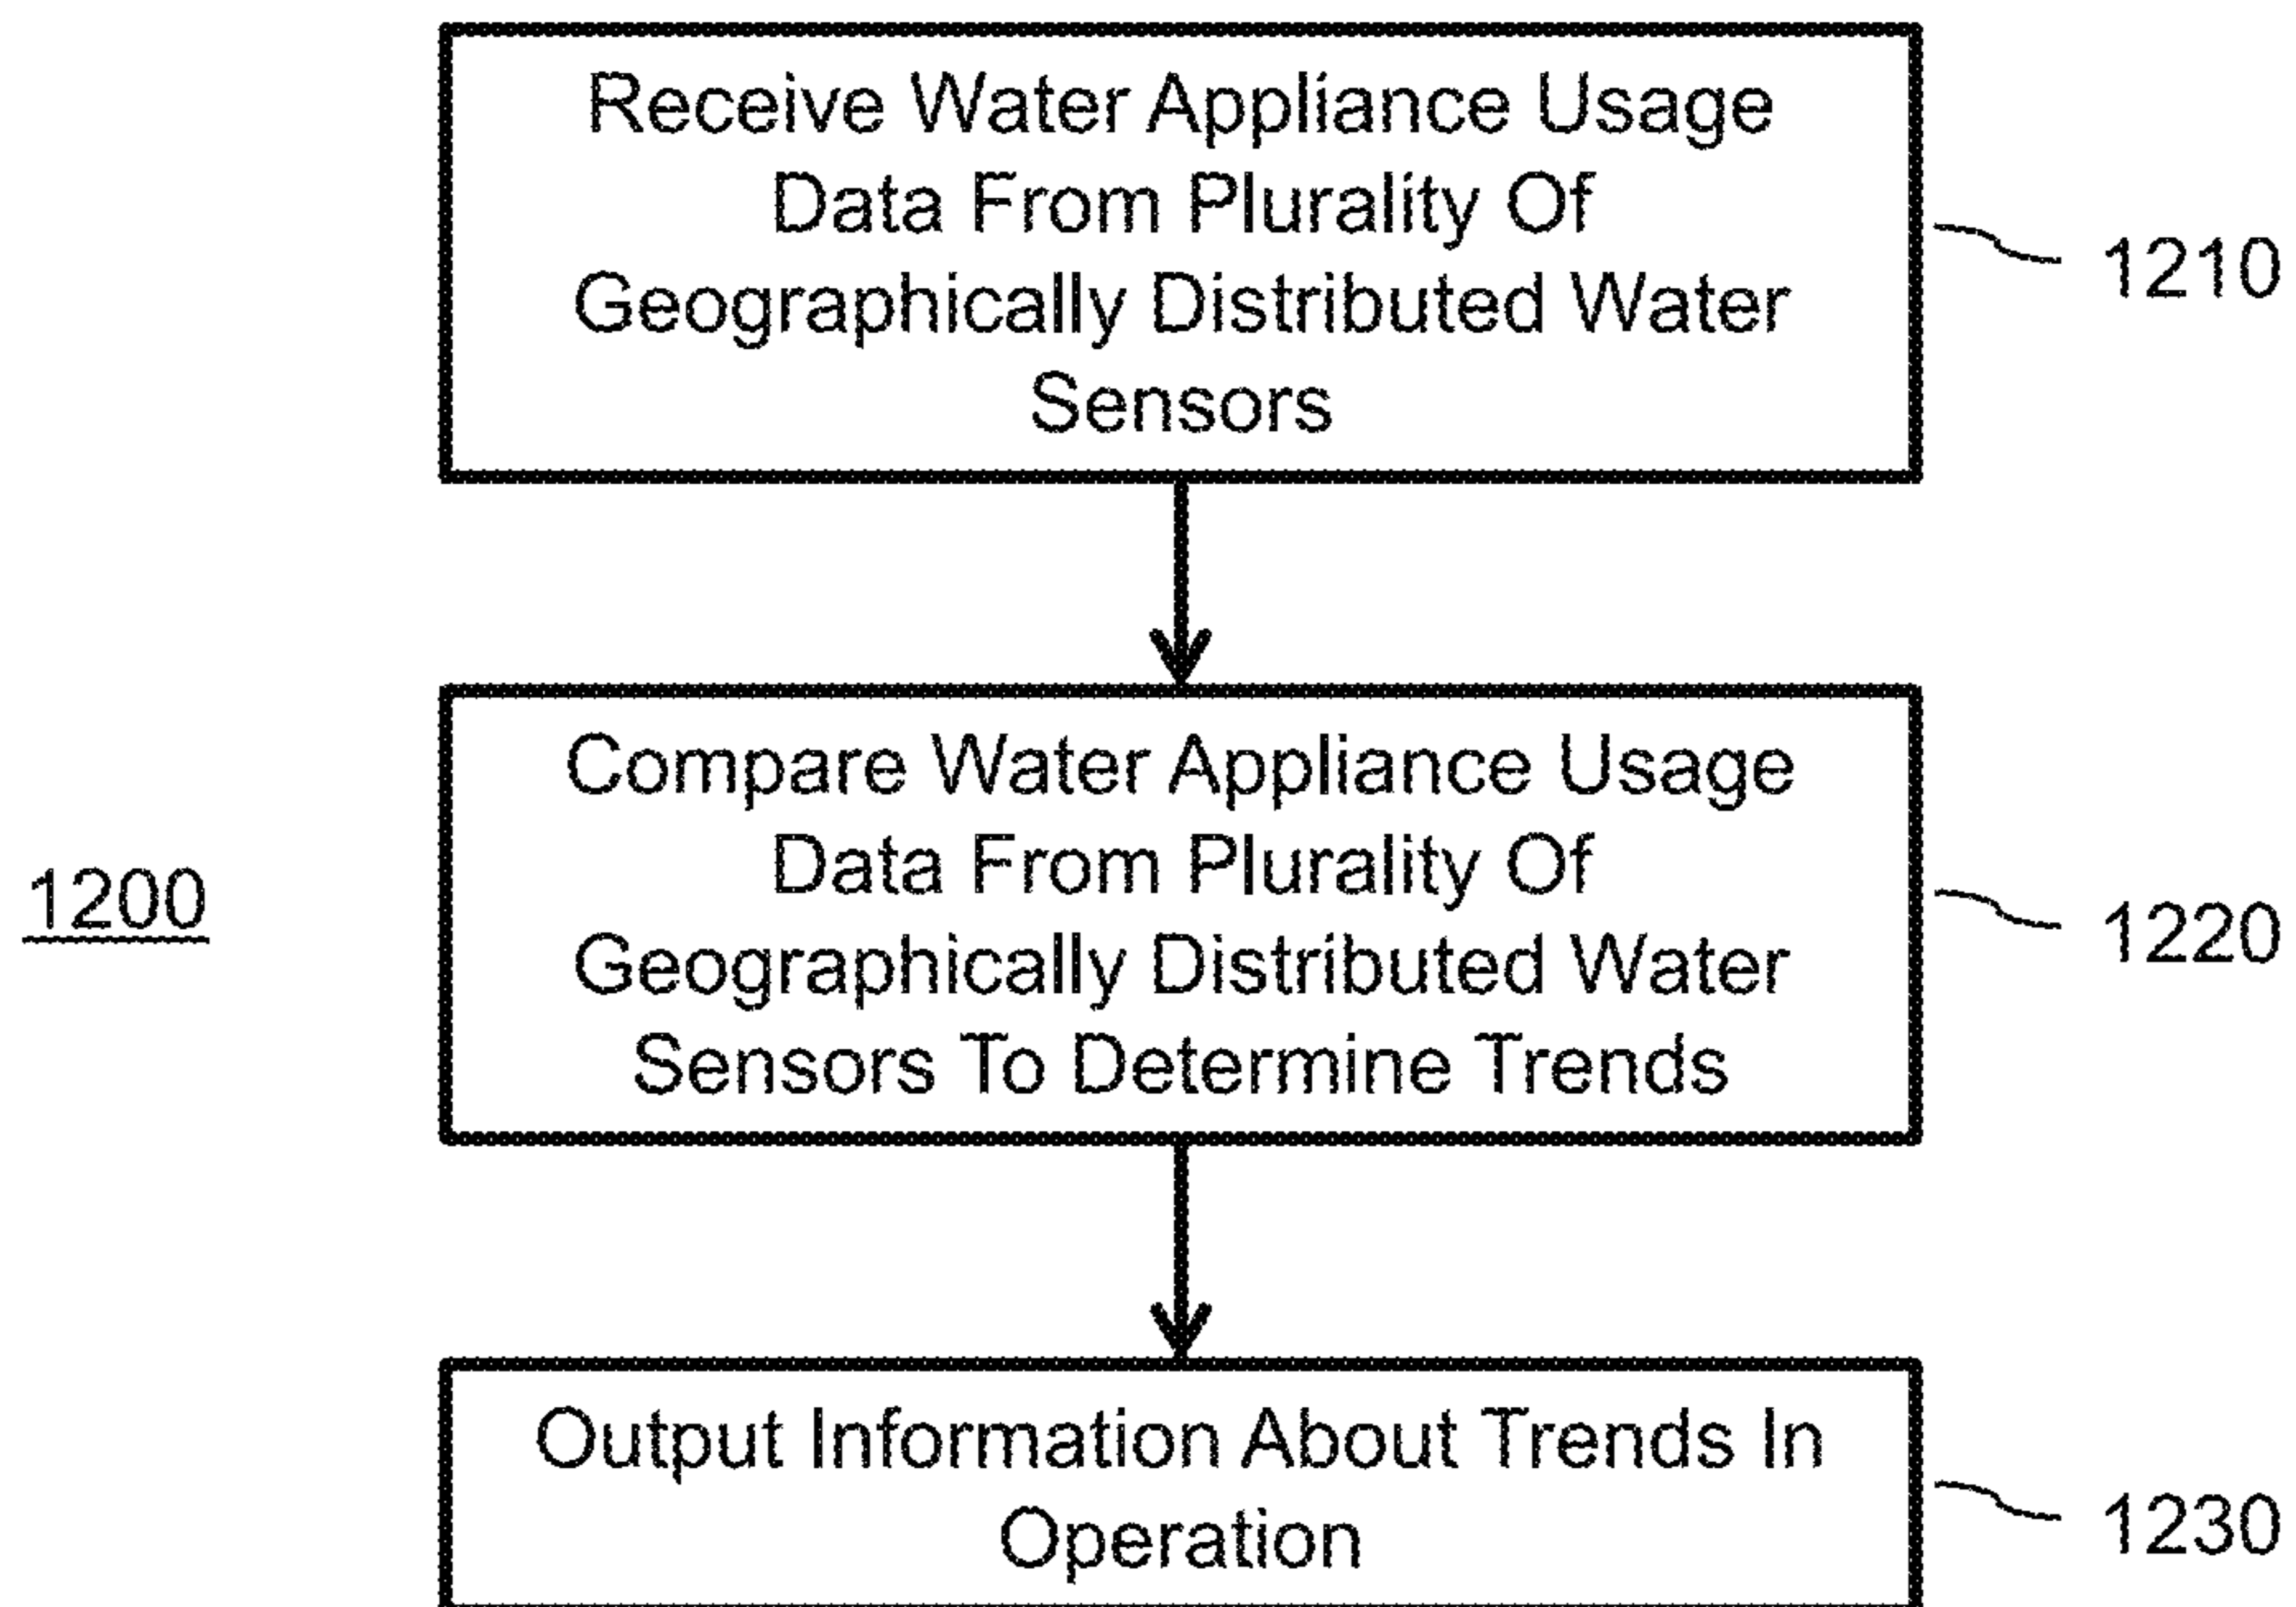 Receive Water Appliance Usage
Data From Plurality Of
Geographically Distributed Water
Sensors
1210
Compare Water Appliance Usage
Data From Plurality Of
Geographically Distributed Water
Sensors To Determine Trends
1200
1220
Output Information About Trends In
Operation
1230